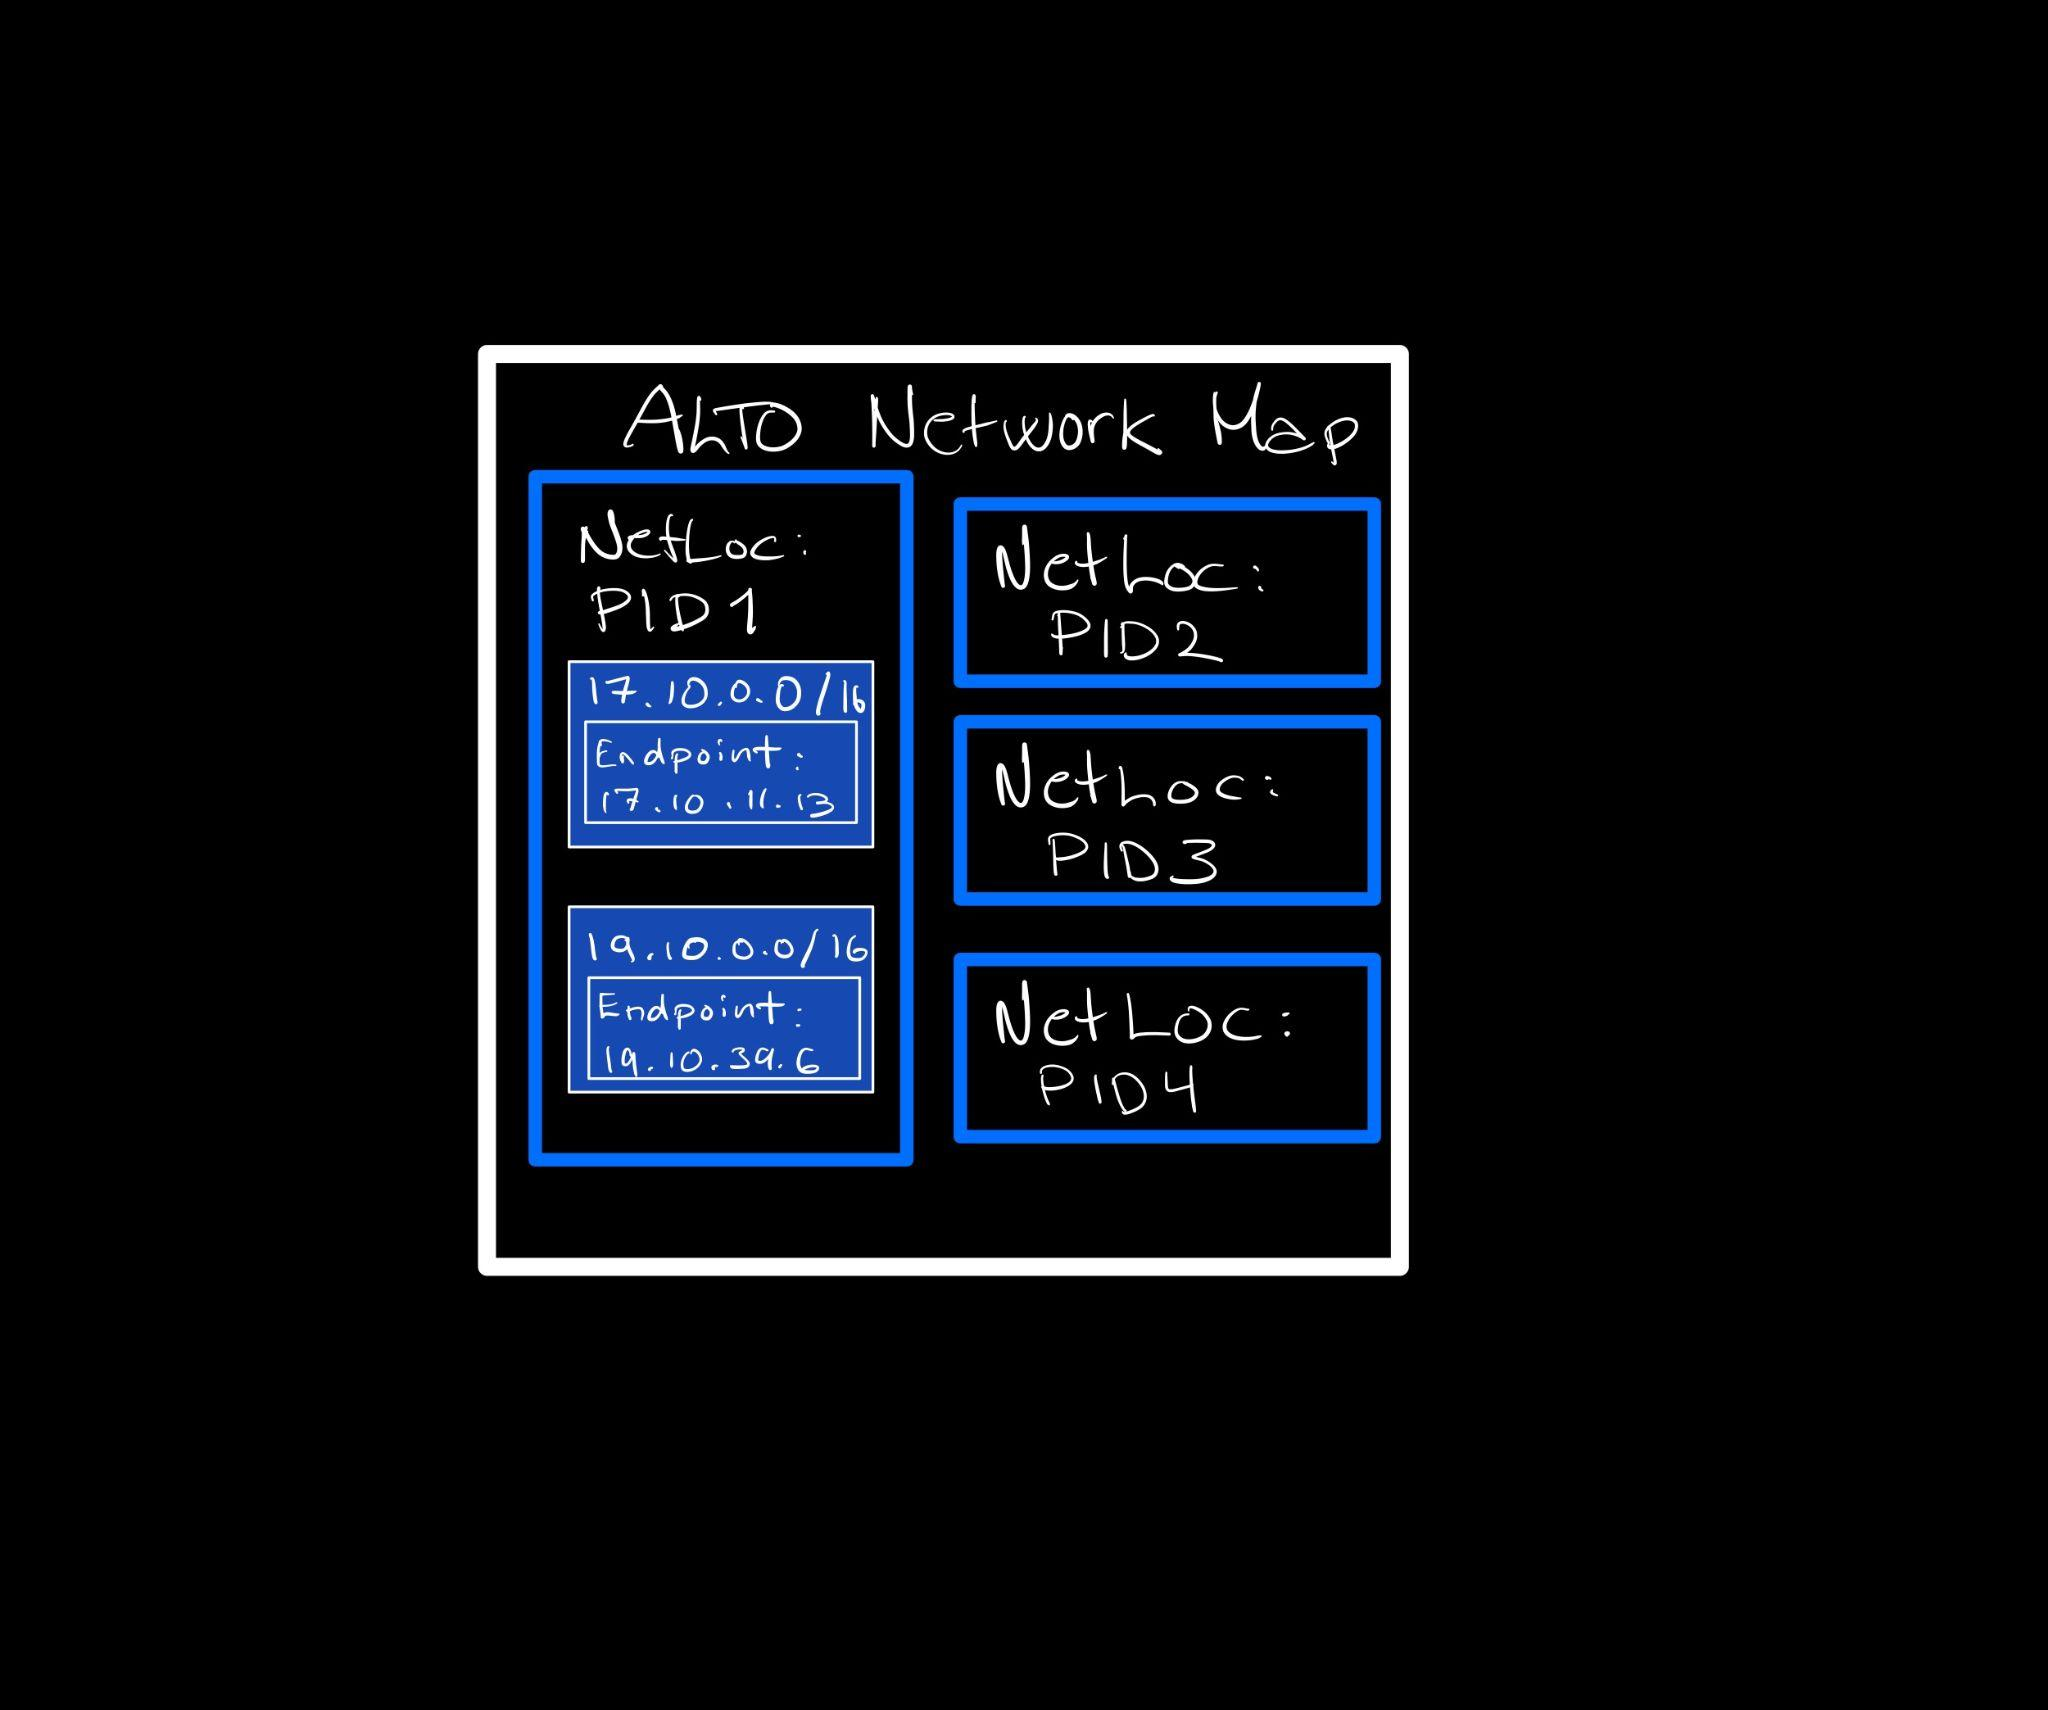 ALTO Network Map
NetLoc:
PID1
17.10.0.0/16
Endpoint:
17.10.11.13
19.10.0.0/16
Endpoint:
19.10.39.6
NetLoc:
PID2
NetLoc:
PID3
NetLoc:
PID4